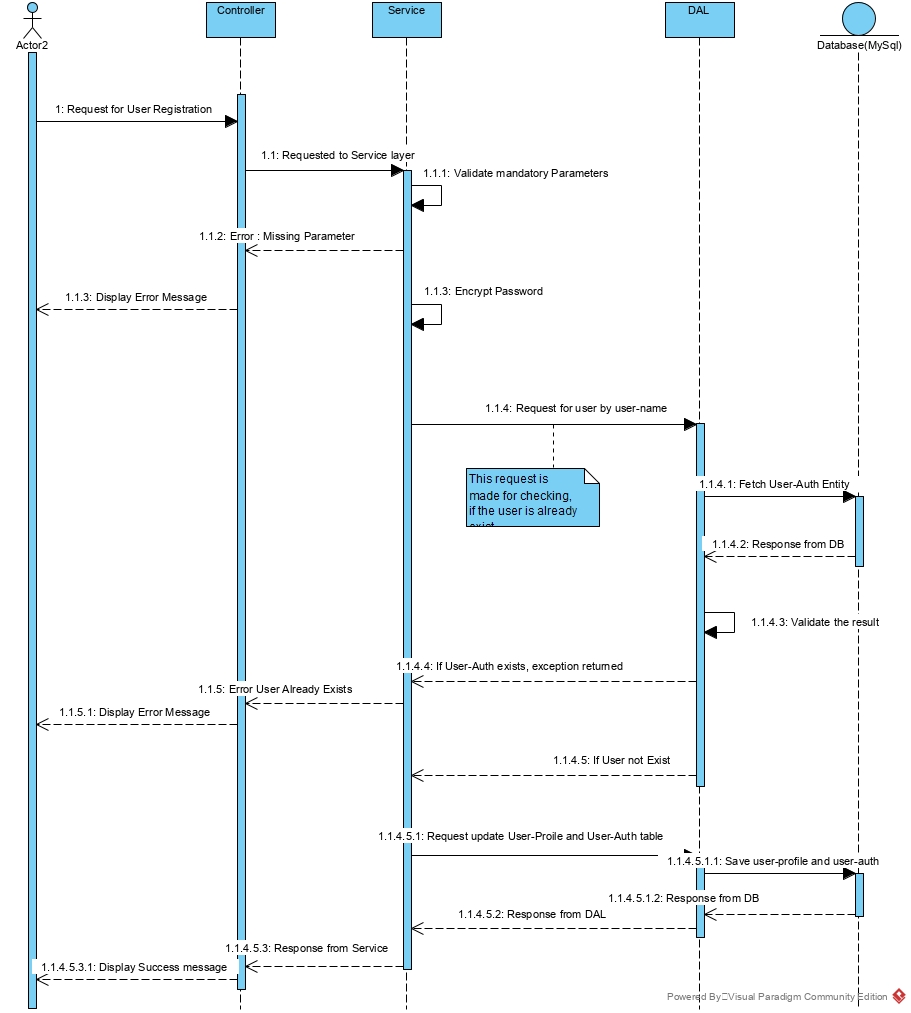 Controller
Service
DAL
Actor2
Database(MySql)
1: Request for User Registration
1.1: Requested to Service layer
1.1.1: Validate mandatory Parameters
1.1.2: Error : Missing Parameter
1.1.3: Encrypt Password
1.1.3: Display Error Message
1.1.4: Request for user by user-name
This request is
made for checking,
if the user is already
exist
1.1.4.1: Fetch User-Auth Entity
1.1.4.2: Response from DB
1.1.4.3: Validate the result
1.1.4.4: If User-Auth exists, exception returned
1.1.5: Error User Already Exists
1.1.5.1: Display Error Message
1.1.4.5: If User not Exist
1.1.4.5.1: Request update User-Proile and User-Auth table
1.1.4.5.1.1: Save user-profile and user-auth
1.1.4.5.1.2: Response from DB
1.1.4.5.2: Response from DAL
1.1.4.5.3: Response from Service
1.1.4.5.3.1: Display Success message
Powered By Visual Paradigm Community Edition